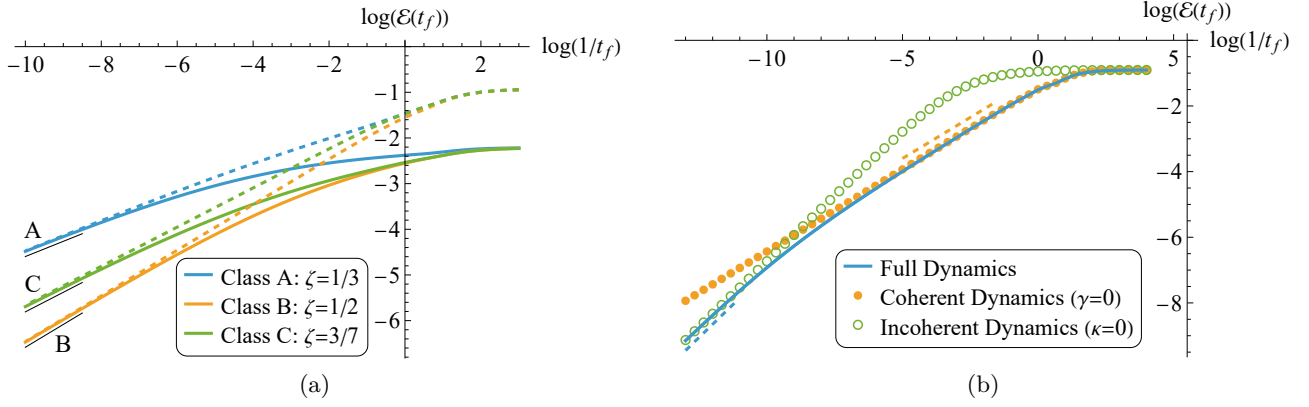 log(ℰ(t_f))
log(1/t_f)
−10 −8 −6 −4 −2 0 2
−1
−2
−3
−4
−5
−6
A
C
B
Class A: ζ=1/3
Class B: ζ=1/2
Class C: ζ=3/7
(a)
log(ℰ(t_f))
log(1/t_f)
−10 −5 0 5
−2
−4
−6
−8
Full Dynamics
Coherent Dynamics (γ=0)
Incoherent Dynamics (κ=0)
(b)